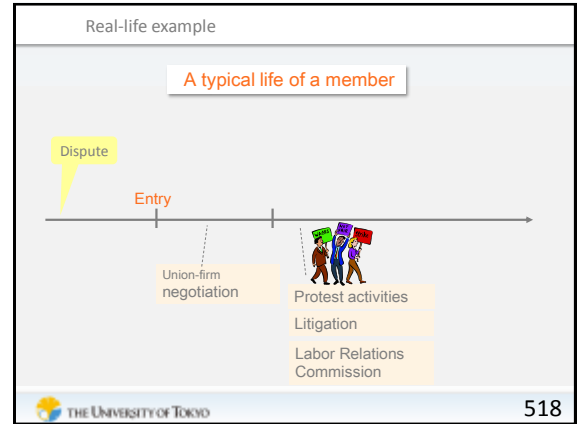 Real-life example
A typical life of a member
Dispute
Entry
Union-firm
negotiation
Protest activities
Litigation
Labor Relations
Commission
THE UNIVERSITY OF TOKYO
518